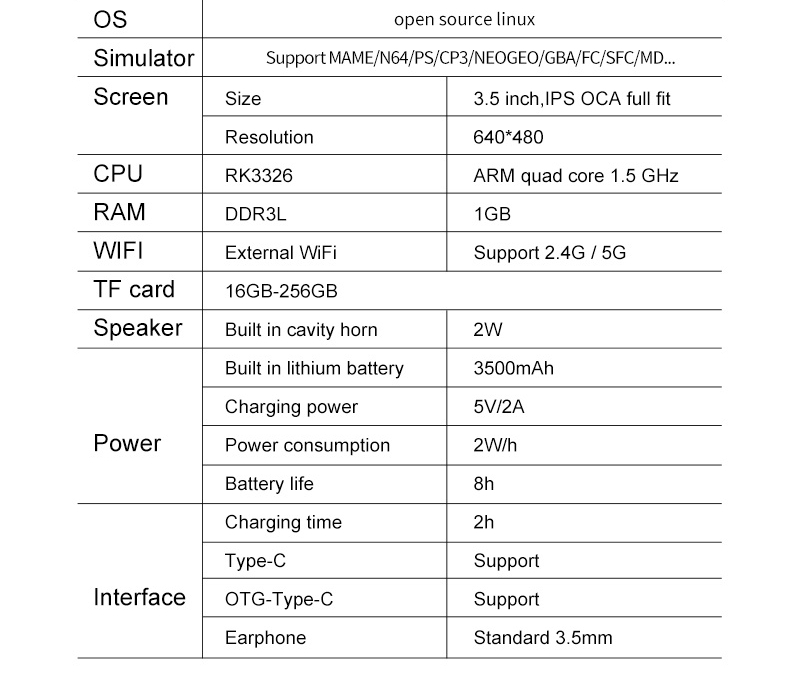 OS open source linux
Simulator Support MAME/N64/PS/CP3/NEOGEO/GBA/FC/SFC/MD...
Screen Size 3.5 inch,IPS OCA full fit
Resolution 640*480
CPU RK3326 ARM quad core 1.5 GHz
RAM DDR3L 1GB
WIFI External WiFi Support 2.4G / 5G
TF card 16GB-256GB
Speaker Built in cavity horn 2W
Built in lithium battery 3500mAh
Charging power 5V/2A
Power Power consumption 2W/h
Battery life 8h
Charging time 2h
Type-C Support
Interface OTG-Type-C Support
Earphone Standard 3.5mm